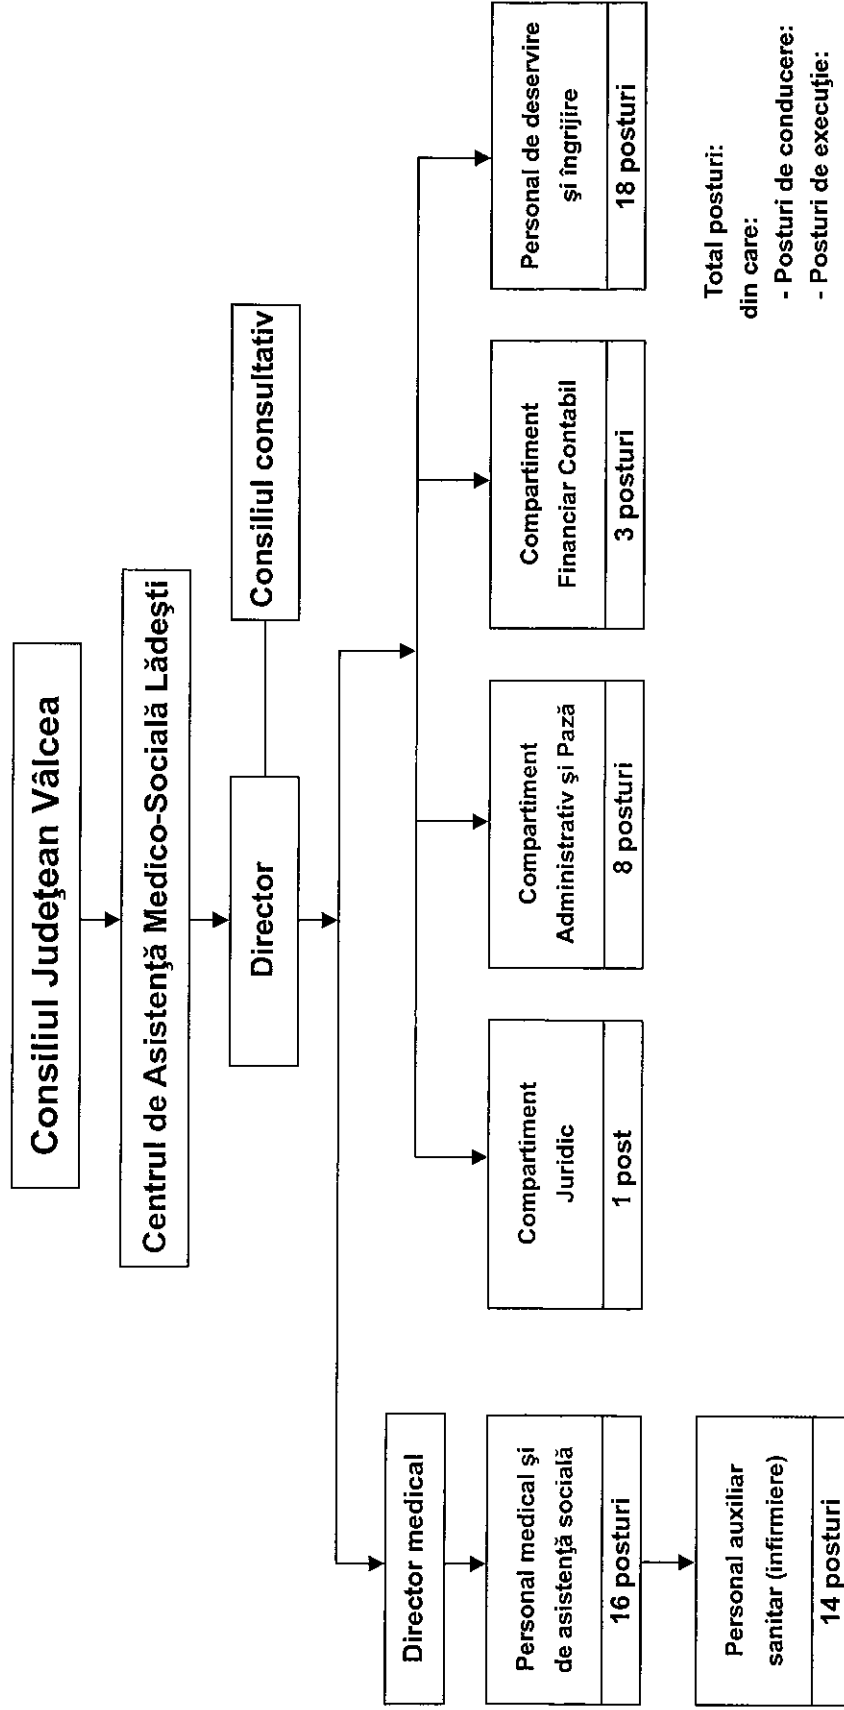 Consiliul Judeţean Vâlcea
Centrul de Asistenţă Medico-Socială Lădeşti
Director
Consiliul consultativ
Director medical
Personal medical şi
de asistenţă socială
16 posturi
Personal auxiliar
sanitar (infirmiere)
14 posturi
Compartiment
Juridic
1 post
Compartiment
Administrativ şi Pază
8 posturi
Compartiment
Financiar Contabil
3 posturi
Personal de deservire
şi îngrijire
18 posturi
Total posturi:
din care:
- Posturi de conducere:
- Posturi de execuţie: